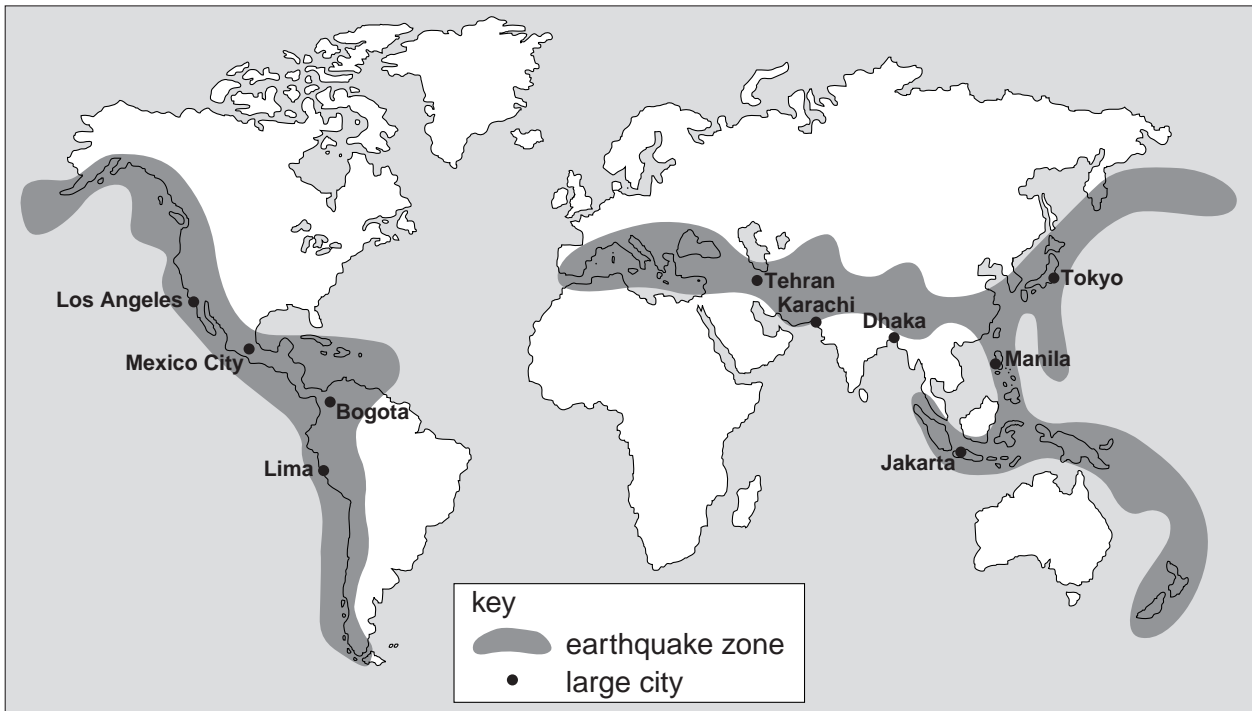 Los Angeles
Mexico City
Bogota
Lima
Tehran
Karachi
Dhaka
Tokyo
Manila
Jakarta
key
earthquake zone
large city